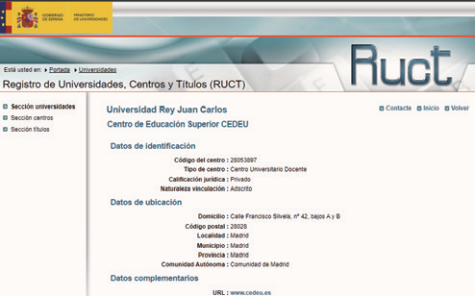 GOBIERNO DE ESPAÑA
MINISTERIO DE UNIVERSIDADES
Ruct
Está usted en: Portada Universidades
Registro de Universidades, Centros y Títulos (RUCT)
Sección universidades
Sección centros
Sección títulos
Contacte Inicio Volver
Universidad Rey Juan Carlos
Centro de Educación Superior CEDEU
Datos de identificación
Código del centro : 28053897
Tipo de centro : Centro Universitario Docente
Calificación jurídica : Privado
Naturaleza vinculación : Adscrito
Datos de ubicación
Domicilio : Calle Francisco Silvela, nº 42, bajos A y B
Código postal : 28028
Localidad : Madrid
Municipio : Madrid
Provincia : Madrid
Comunidad Autónoma : Comunidad de Madrid
Datos complementarios
URL : www.cedeu.es